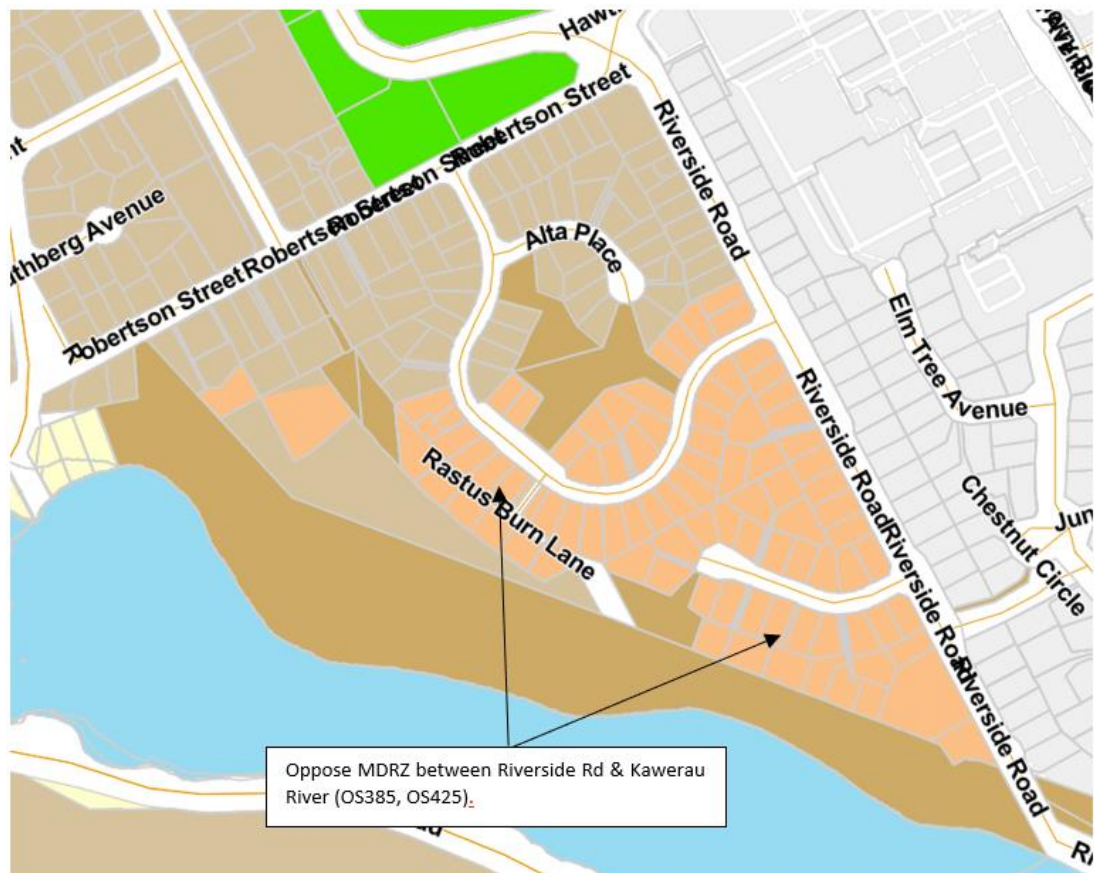 Hawth
Robertson Street
Robertson Street
Riverside Road
Robertson Street
Robertson Street
Robertson Street
thberg Avenue
Alta Place
Elm Tree Avenue
Riverside Road
Rastus Burn Lane
Chestnut Circle
Jun
Riverside Road
Riverside Road
Riverside Road
Oppose MDRZ between Riverside Rd & Kawerau
River (OS385, OS425).
Ri